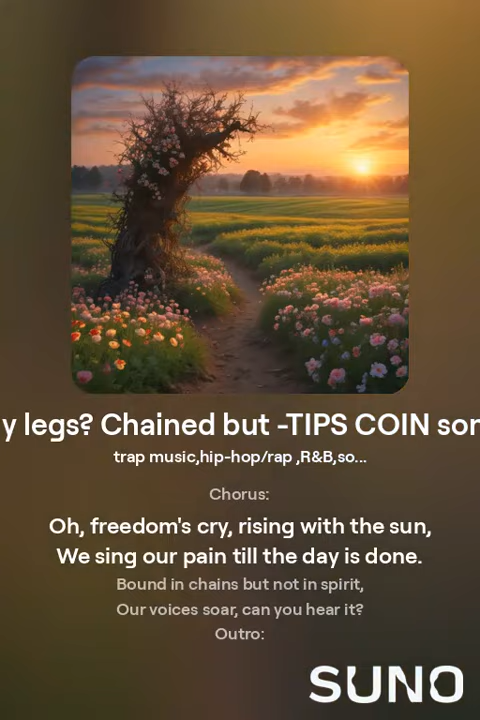 y legs? Chained but -TIPS COIN sor
trap music,hip-hop/rap ,R&B,so...
Chorus:
Oh, freedom's cry, rising with the sun,
We sing our pain till the day is done.
Bound in chains but not in spirit,
Our voices soar, can you hear it?
Outro:
SUNO